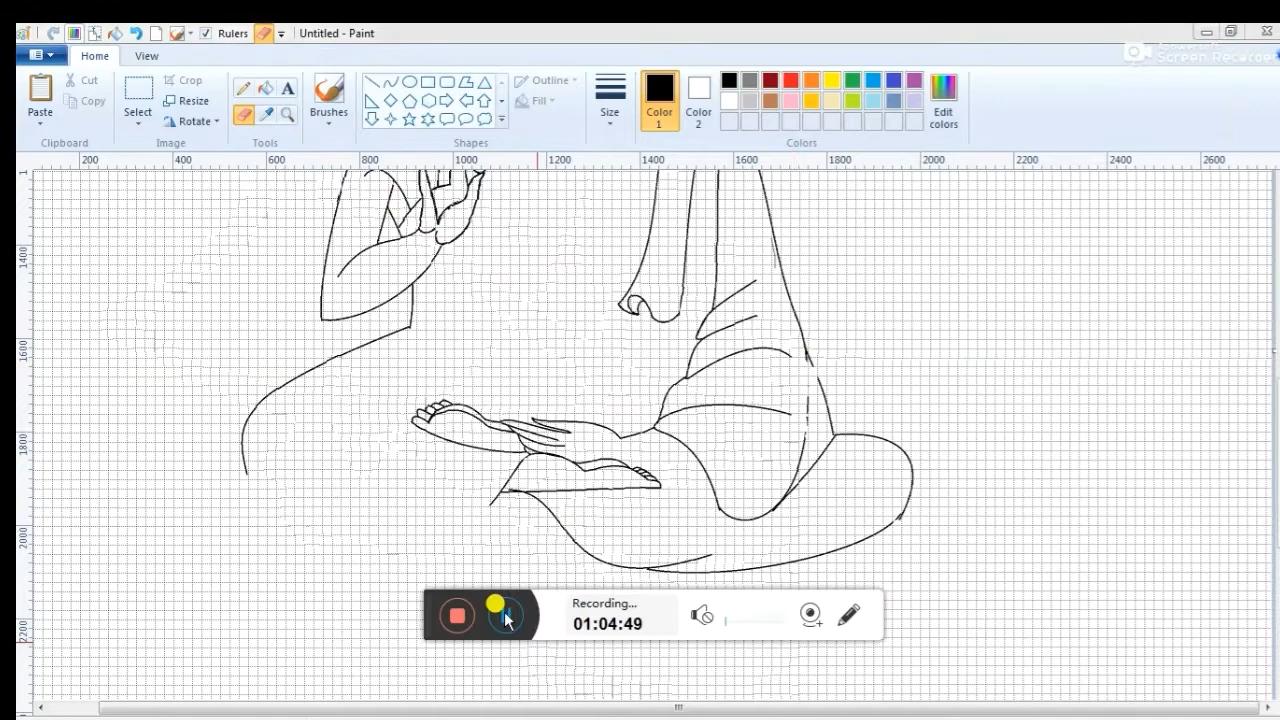 Rulers Untitled - Paint
Home View
Screen Recorder
Paste Cut Copy Select Crop Resize Rotate Brushes Outline Fill Size Color 1 Color 2 Edit colors
Clipboard Image Tools Shapes Colors
200 400 600 800 1000 1200 1400 1600 1800 2000 2200 2400 2600
1400
1600
1800
2000
2200
Recording...
01:04:49